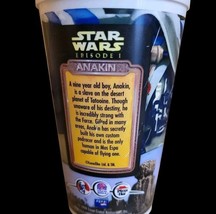 STAR
WARS
EPISODE I
ANAKIN
A nine year old boy, Anakin,
is a slave on the desert
planet of Tatooine. Though
unaware of his destiny, he
is incredibly strong with
the Force. Gifted in many
areas, Anakin has secretly
built his own custom
podracer and is the only
human in Mos Espa
capable of flying one.